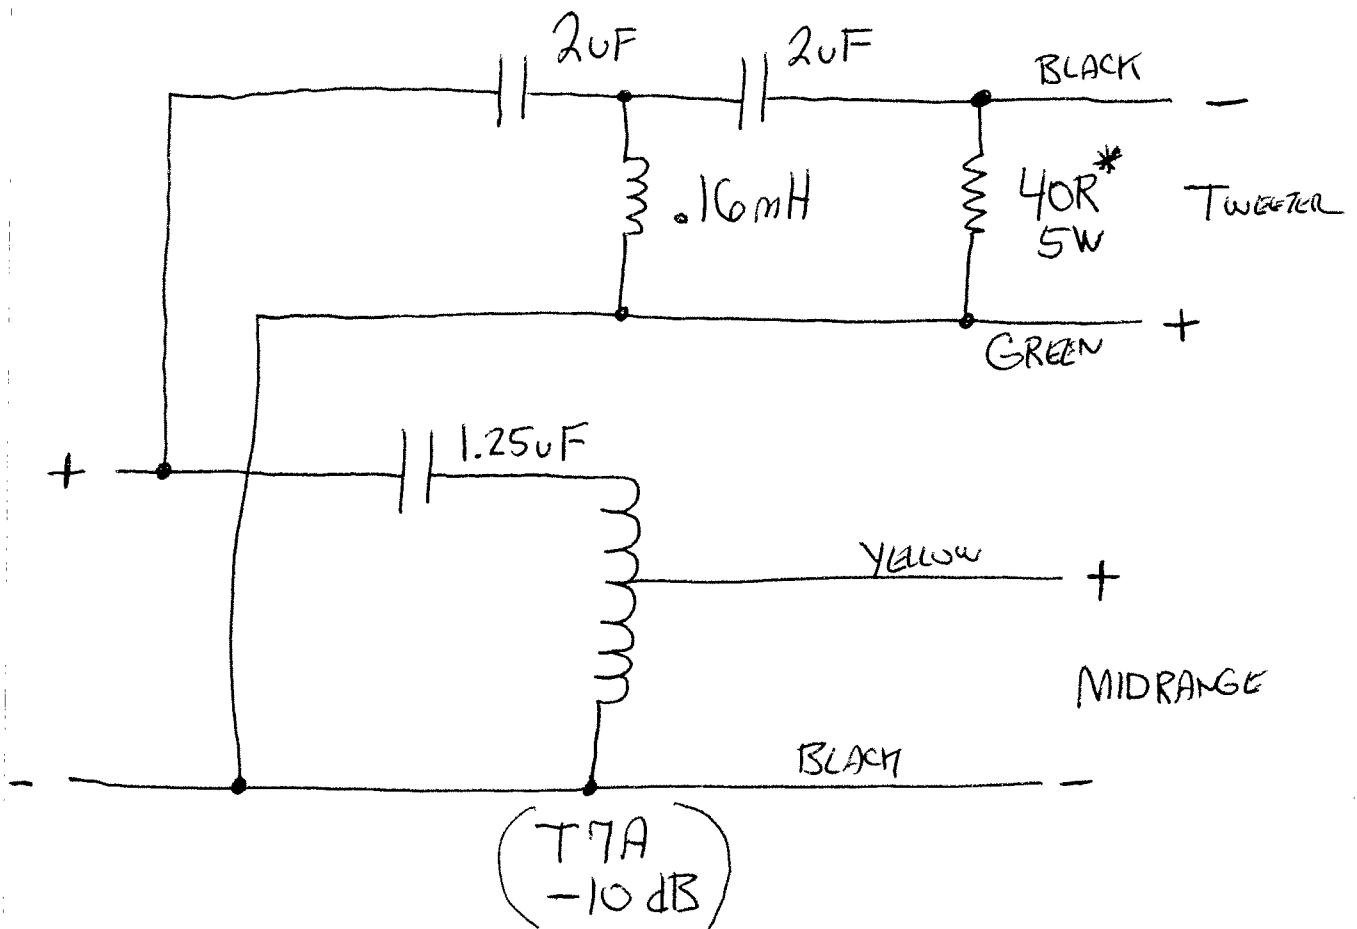 2uF
2uF
BLACK
-
.16mH
40R*
5W
TWEETER
GREEN
+
+
1.25uF
YELLOW
+
MIDRANGE
BLACK
-
-
(T7A
-10 dB)